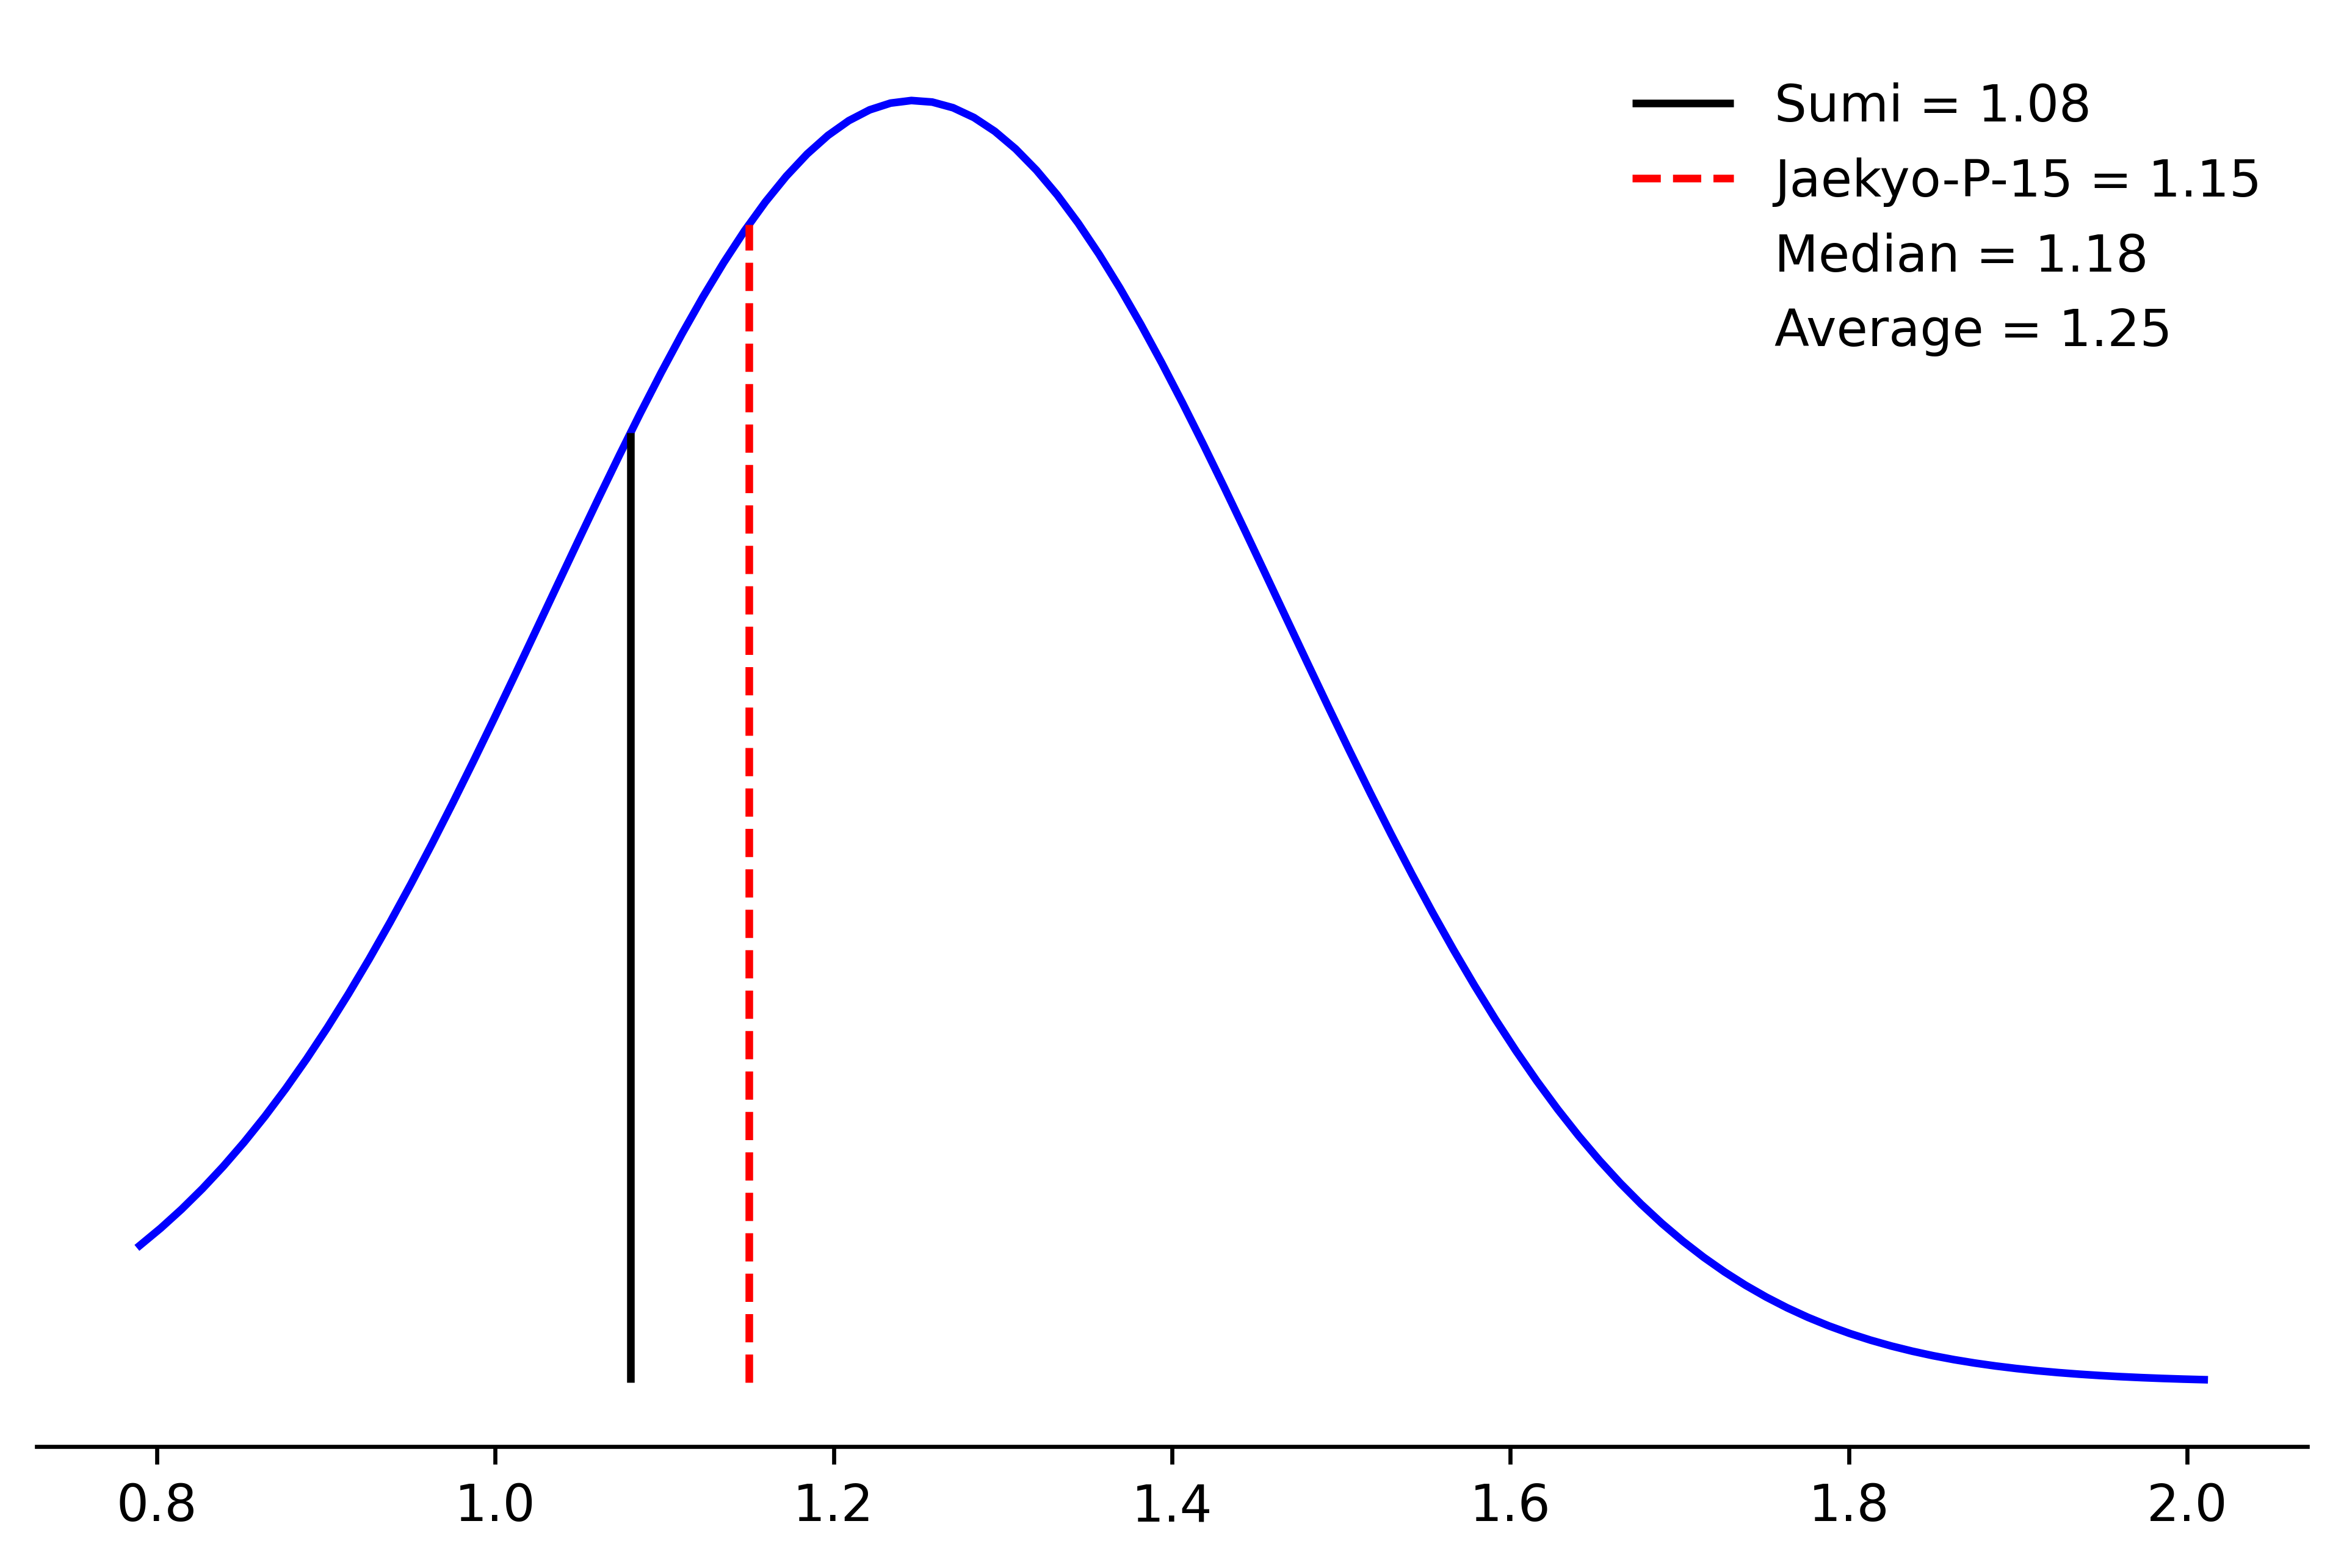 Sumi = 1.08
Jaekyo-P-15 = 1.15
Median = 1.18
Average = 1.25
0.8 1.0 1.2 1.4 1.6 1.8 2.0